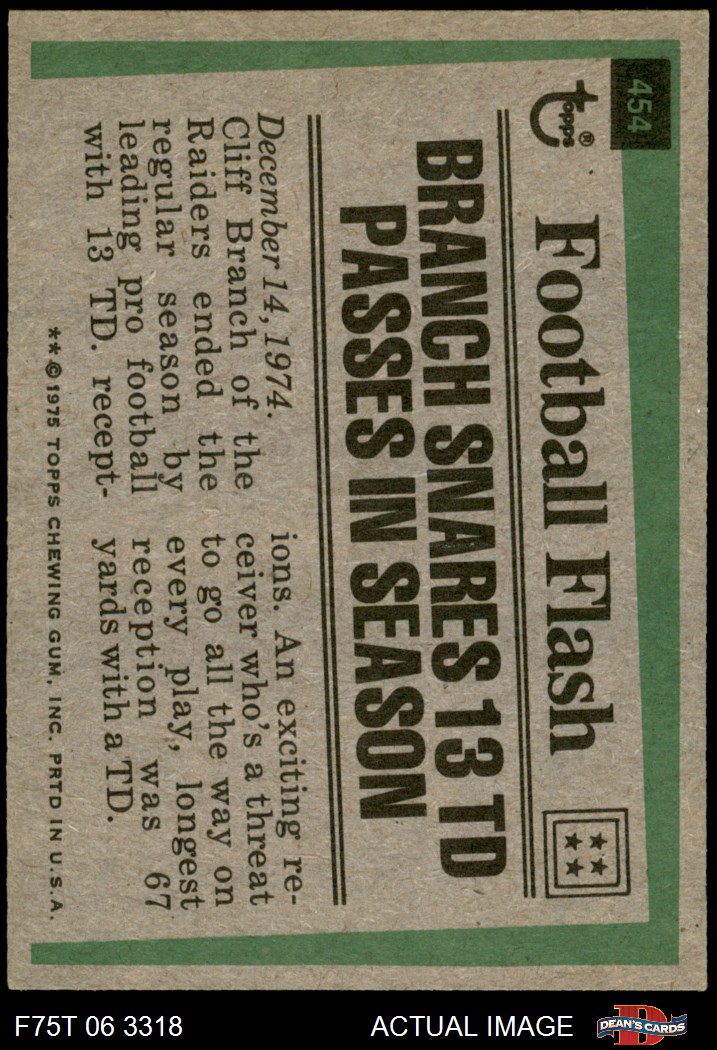 454
Topps®
Football Flash
BRANCH SNARES 13 TD
PASSES IN SEASON
December 14, 1974.
Cliff Branch of the
Raiders ended the
regular season by
leading pro football
with 13 TD. recept-
ions. An exciting re-
ceiver who's a threat
to go all the way on
every play, longest
reception was 67
yards with a TD.
** © 1975 TOPPS CHEWING GUM, INC. PRTD IN U.S.A.
F75T 06 3318
ACTUAL IMAGE
D
DEAN'S CARDS